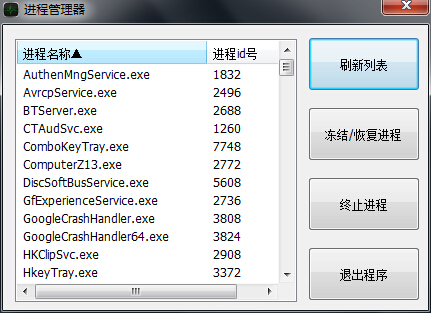 进程管理器
进程名称▲ 进程id号
AuthenMngService.exe 1832
AvrcpService.exe 2496
BTServer.exe 2688
CTAudSvc.exe 1260
ComboKeyTray.exe 7748
ComputerZ13.exe 2772
DiscSoftBusService.exe 5608
GfExperienceService.exe 2736
GoogleCrashHandler.exe 3808
GoogleCrashHandler64.exe 3824
HKClipSvc.exe 2908
HkeyTray.exe 3372
刷新列表
冻结/恢复进程
终止进程
退出程序